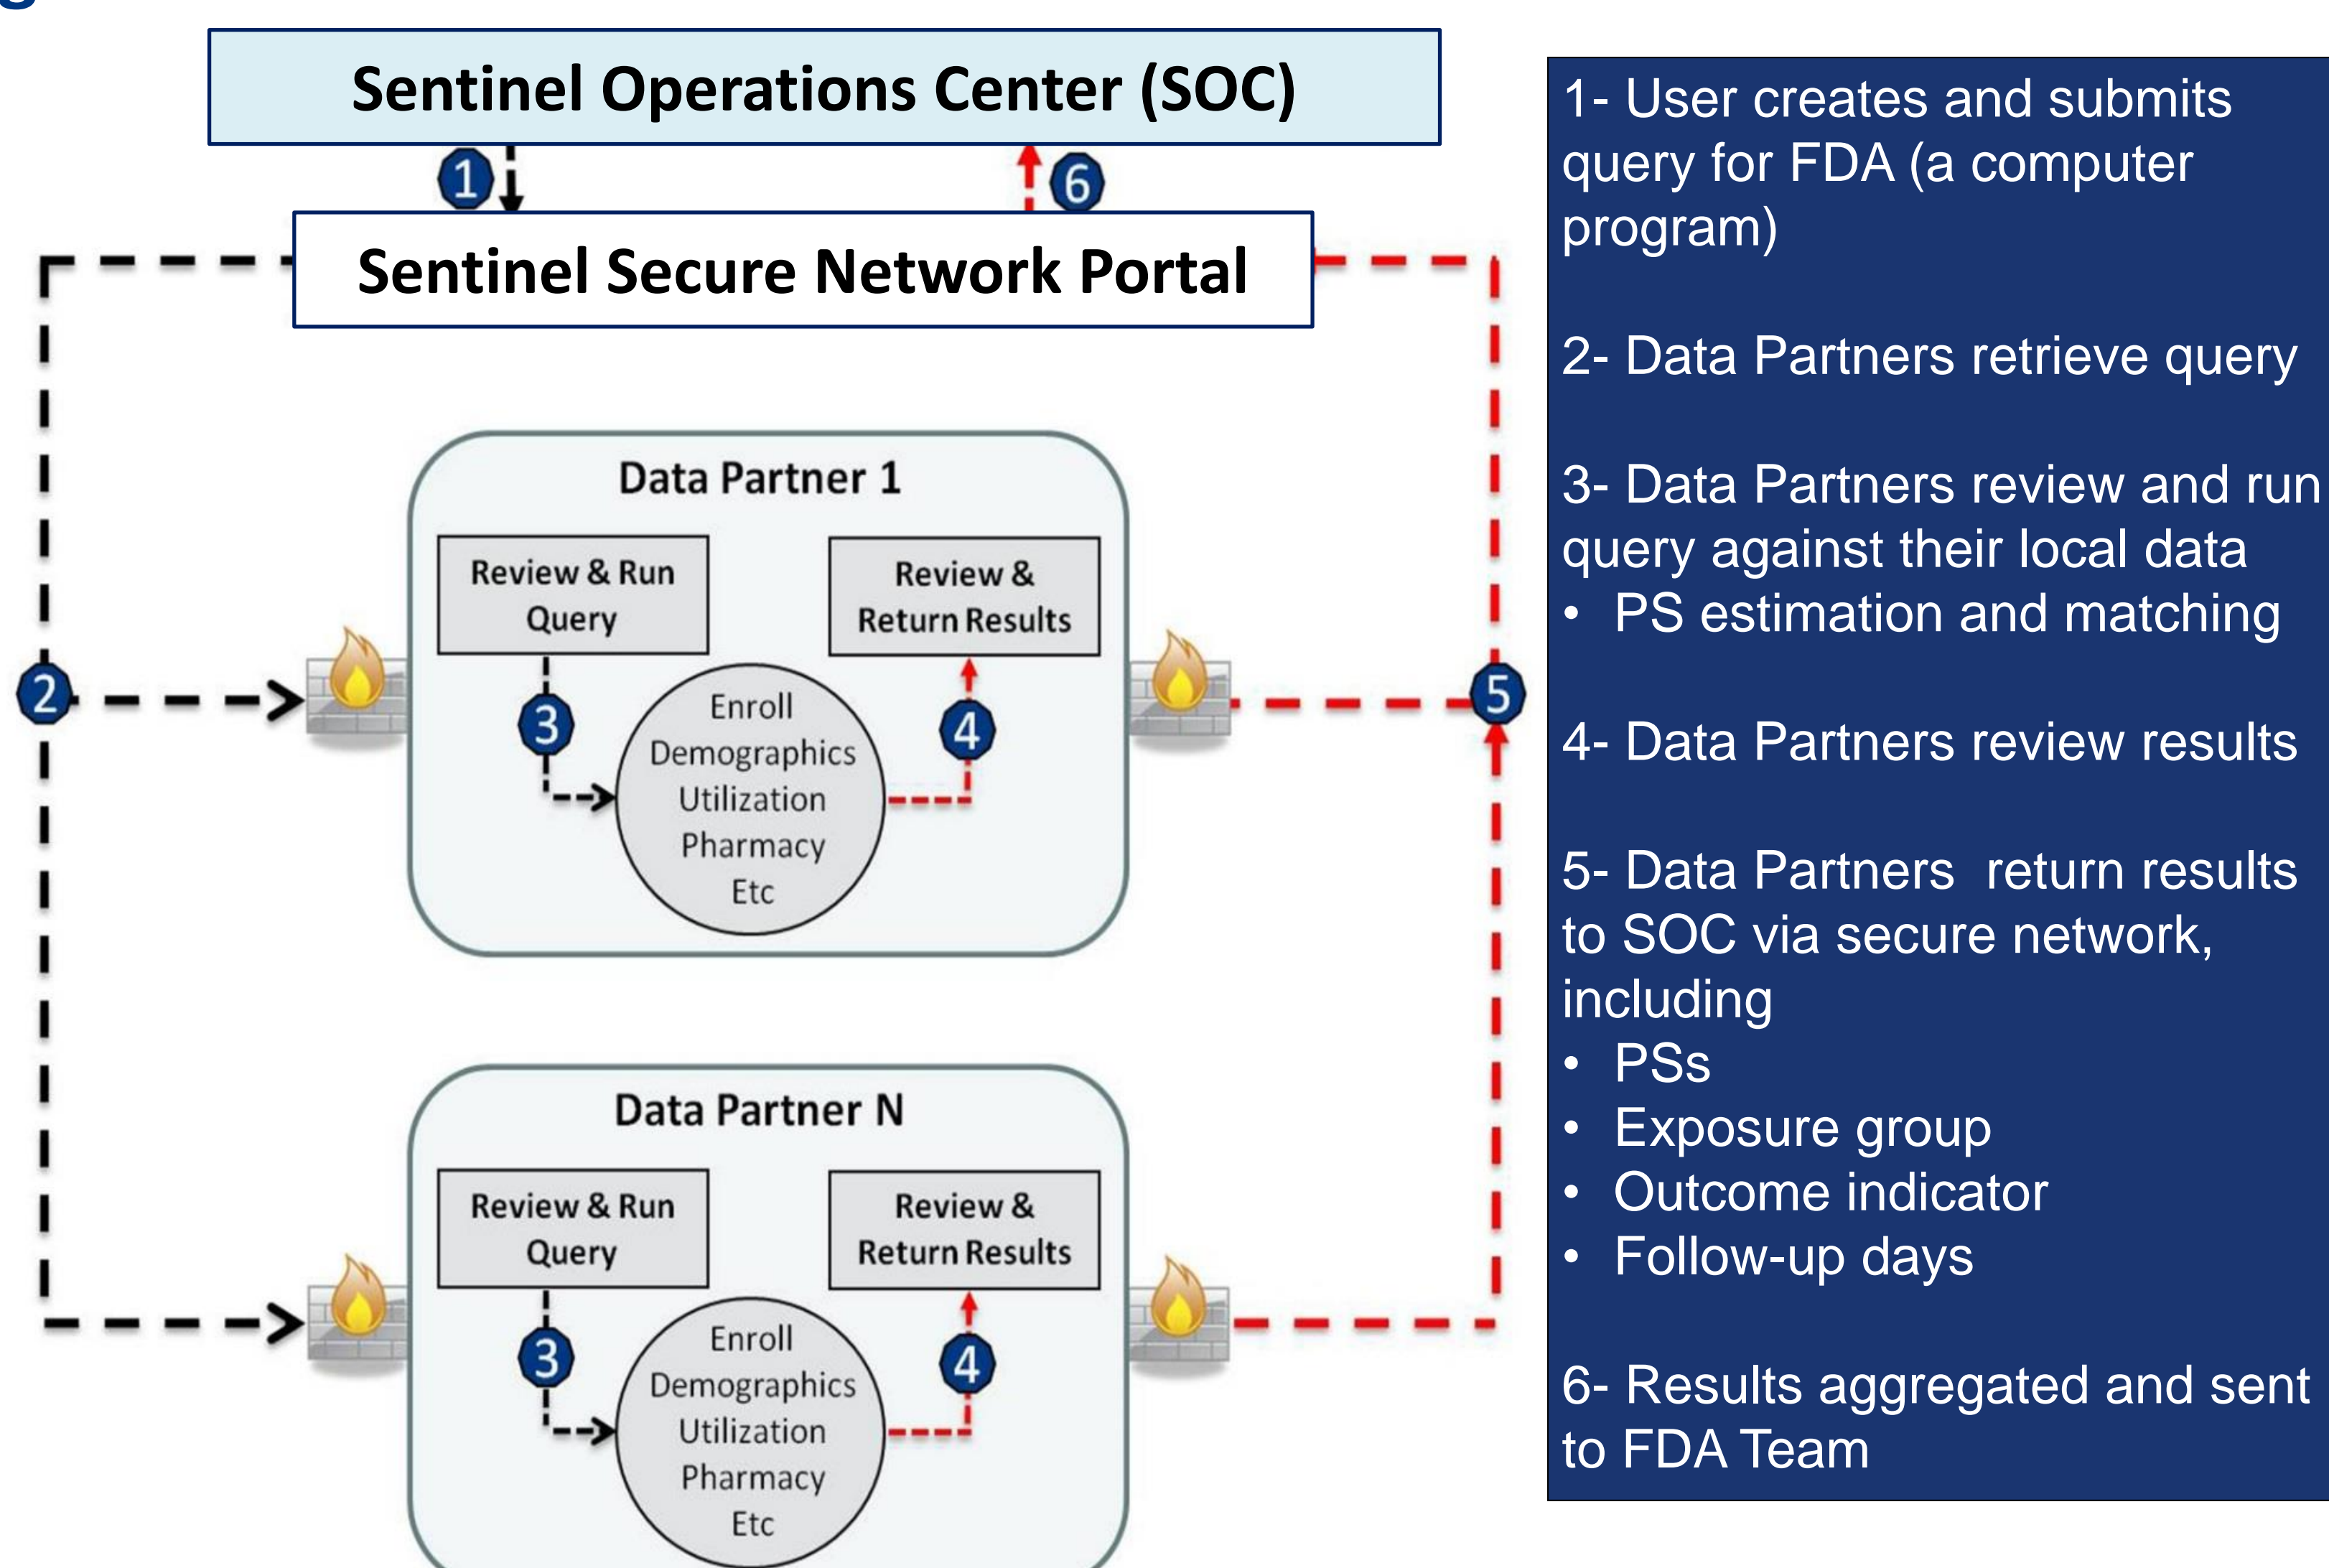 Sentinel Operations Center (SOC)
1
6
Sentinel Secure Network Portal
2
Data Partner 1
Review & Run
Query
Review &
Return Results
3
4
Enroll
Demographics
Utilization
Pharmacy
Etc
5
Data Partner N
Review & Run
Query
Review &
Return Results
3
4
Enroll
Demographics
Utilization
Pharmacy
Etc
1- User creates and submits
query for FDA (a computer
program)
2- Data Partners retrieve query
3- Data Partners review and run
query against their local data
• PS estimation and matching
4- Data Partners review results
5- Data Partners  return results
to SOC via secure network,
including
• PSs
• Exposure group
• Outcome indicator
• Follow-up days
6- Results aggregated and sent
to FDA Team